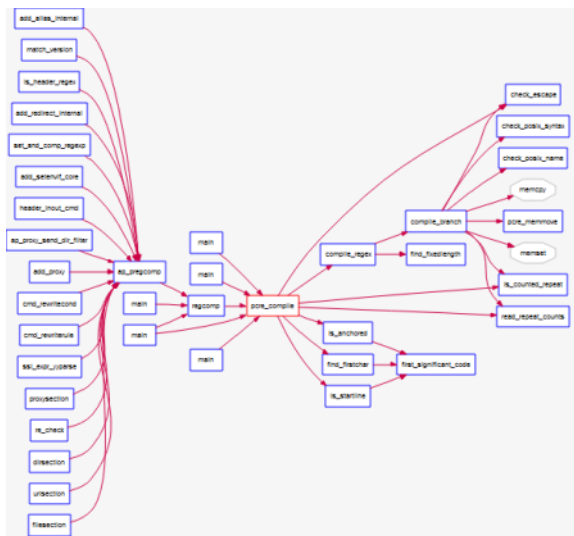 add_alias_internal
match_version
is_header_regex
add_redirect_internal
set_and_comp_regexp
add_setenvif_core
header_inout_cmd
ap_proxy_send_dir_filter
add_proxy
cmd_rewritecond
cmd_rewriterule
ssi_expr_yyparse
proxysection
re_check
dirsection
urlsection
filesection
ap_pregcomp
main
main
regcomp
main
main
main
pcre_compile
compile_regex
find_fixedlength
is_anchored
find_firstchar
is_startline
first_significant_code
compile_branch
check_escape
check_posix_syntax
check_posix_name
memcpy
pcre_memmove
memset
is_counted_repeat
read_repeat_counts